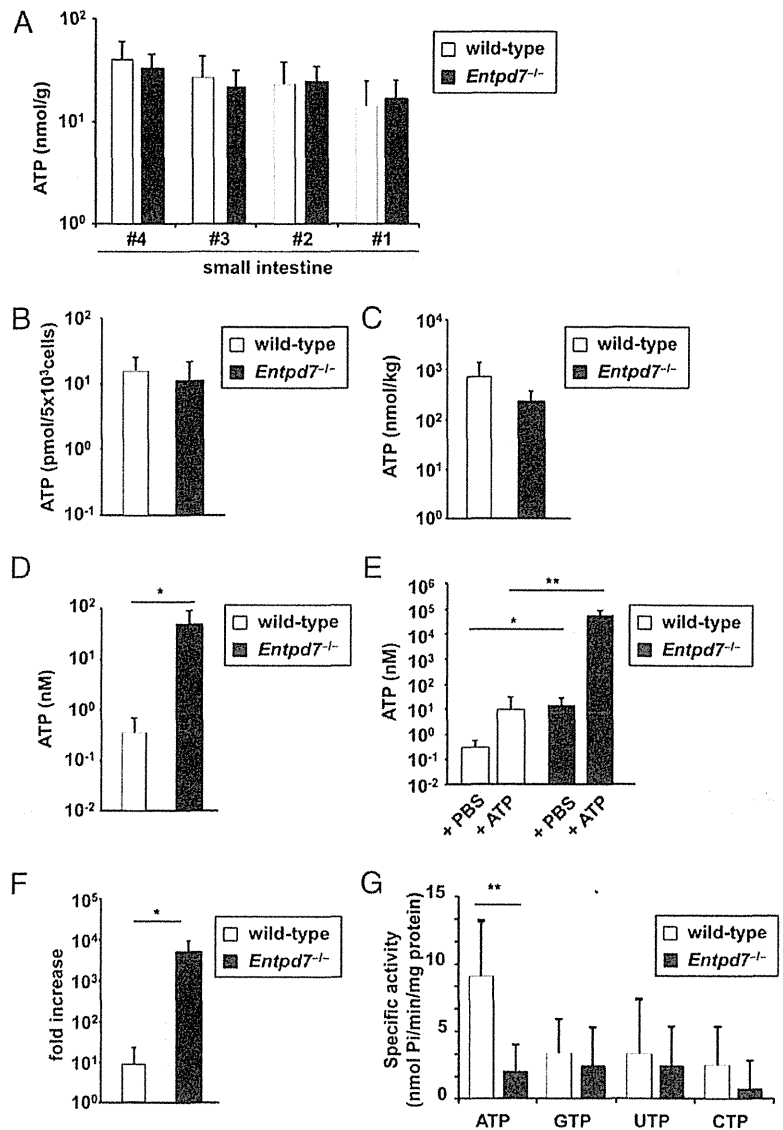 A
ATP (nmol/g)
10²
10¹
10⁰
#4 #3 #2 #1
small intestine
wild-type
Entpd7⁻/⁻
B
ATP (pmol/5x10³cells)
10²
10¹
10⁰
10⁻¹
wild-type
Entpd7⁻/⁻
C
ATP (nmol/kg)
10⁴
10³
10²
10¹
10⁰
wild-type
Entpd7⁻/⁻
D
ATP (nM)
10²
10¹
10⁰
10⁻¹
10⁻²
*
wild-type
Entpd7⁻/⁻
E
ATP (nM)
10⁶
10⁵
10⁴
10³
10²
10¹
10⁰
10⁻¹
10⁻²
**
*
+ PBS
+ ATP
+ PBS
+ ATP
wild-type
Entpd7⁻/⁻
F
fold increase
10⁵
10⁴
10³
10²
10¹
10⁰
*
wild-type
Entpd7⁻/⁻
G
Specific activity
(nmol Pi/min/mg protein)
15
10
5
0
**
ATP GTP UTP CTP
wild-type
Entpd7⁻/⁻